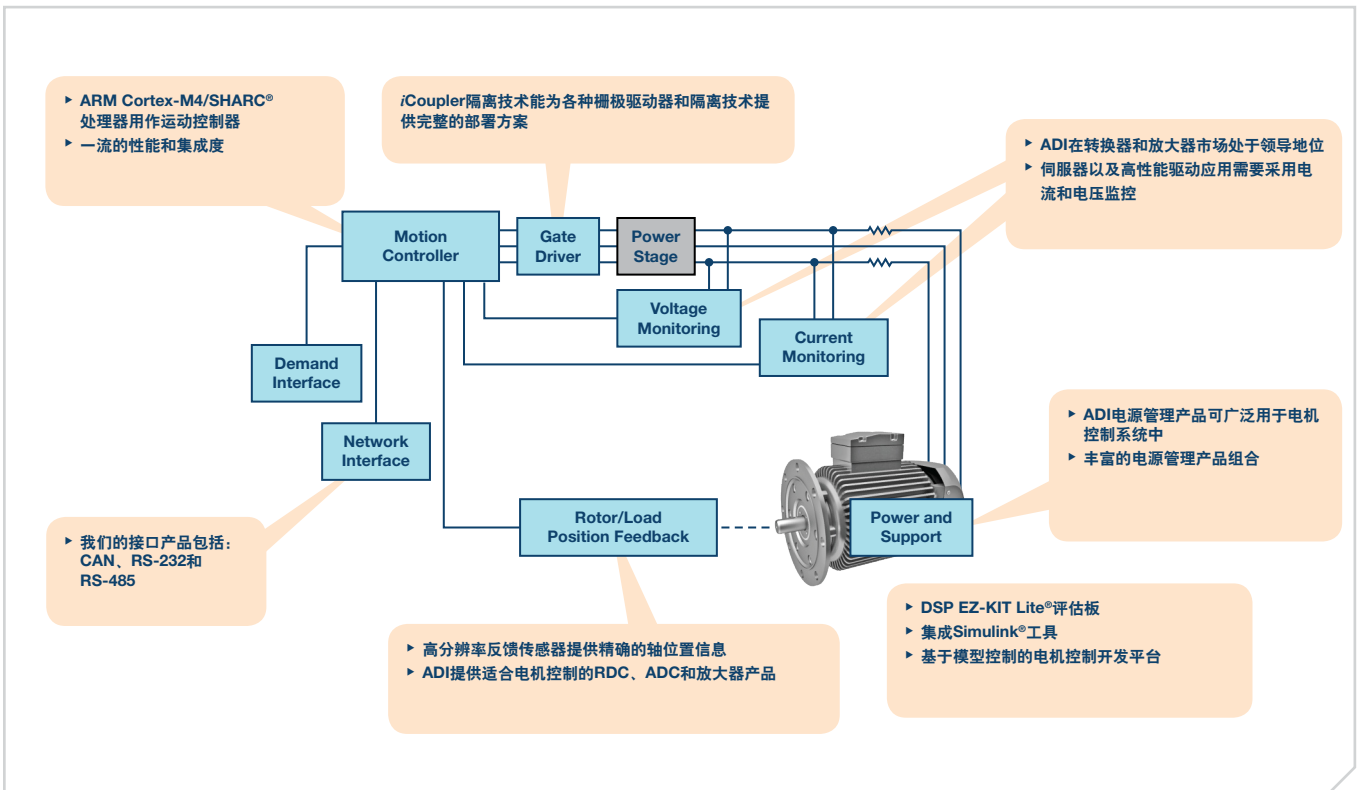 ▸ ARM Cortex-M4/SHARC®
处理器用作运动控制器
▸ 一流的性能和集成度
iCoupler隔离技术能为各种栅极驱动器和隔离技术提
供完整的部署方案
▸ ADI在转换器和放大器市场处于领导地位
▸ 伺服器以及高性能驱动应用需要采用电
流和电压监控
Motion
Controller
Gate
Driver
Power
Stage
Voltage
Monitoring
Current
Monitoring
Demand
Interface
Network
Interface
▸ ADI电源管理产品可广泛用于电机
控制系统中
▸ 丰富的电源管理产品组合
Rotor/Load
Position Feedback
Power and
Support
▸ 我们的接口产品包括：
CAN、RS-232和
RS-485
▸ DSP EZ-KIT Lite®评估板
▸ 集成Simulink®工具
▸ 基于模型控制的电机控制开发平台
▸ 高分辨率反馈传感器提供精确的轴位置信息
▸ ADI提供适合电机控制的RDC、ADC和放大器产品